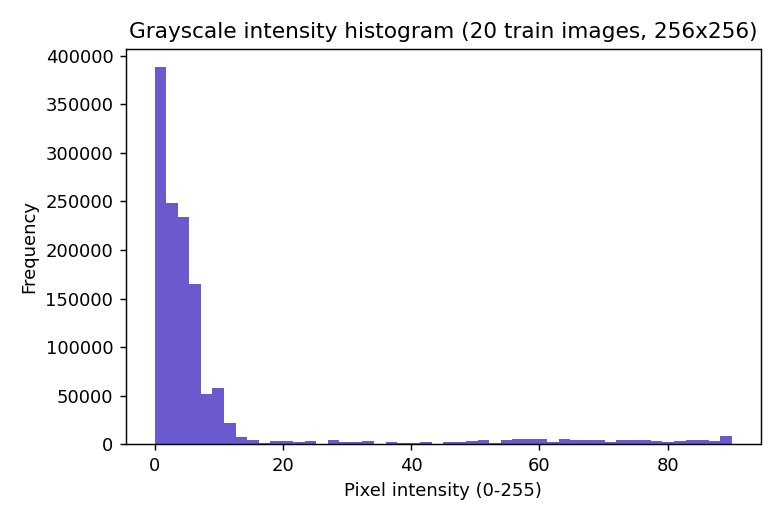 Grayscale intensity histogram (20 train images, 256x256)
400000
350000
300000
250000
200000
150000
100000
50000
0
Frequency
0 20 40 60 80
Pixel intensity (0-255)